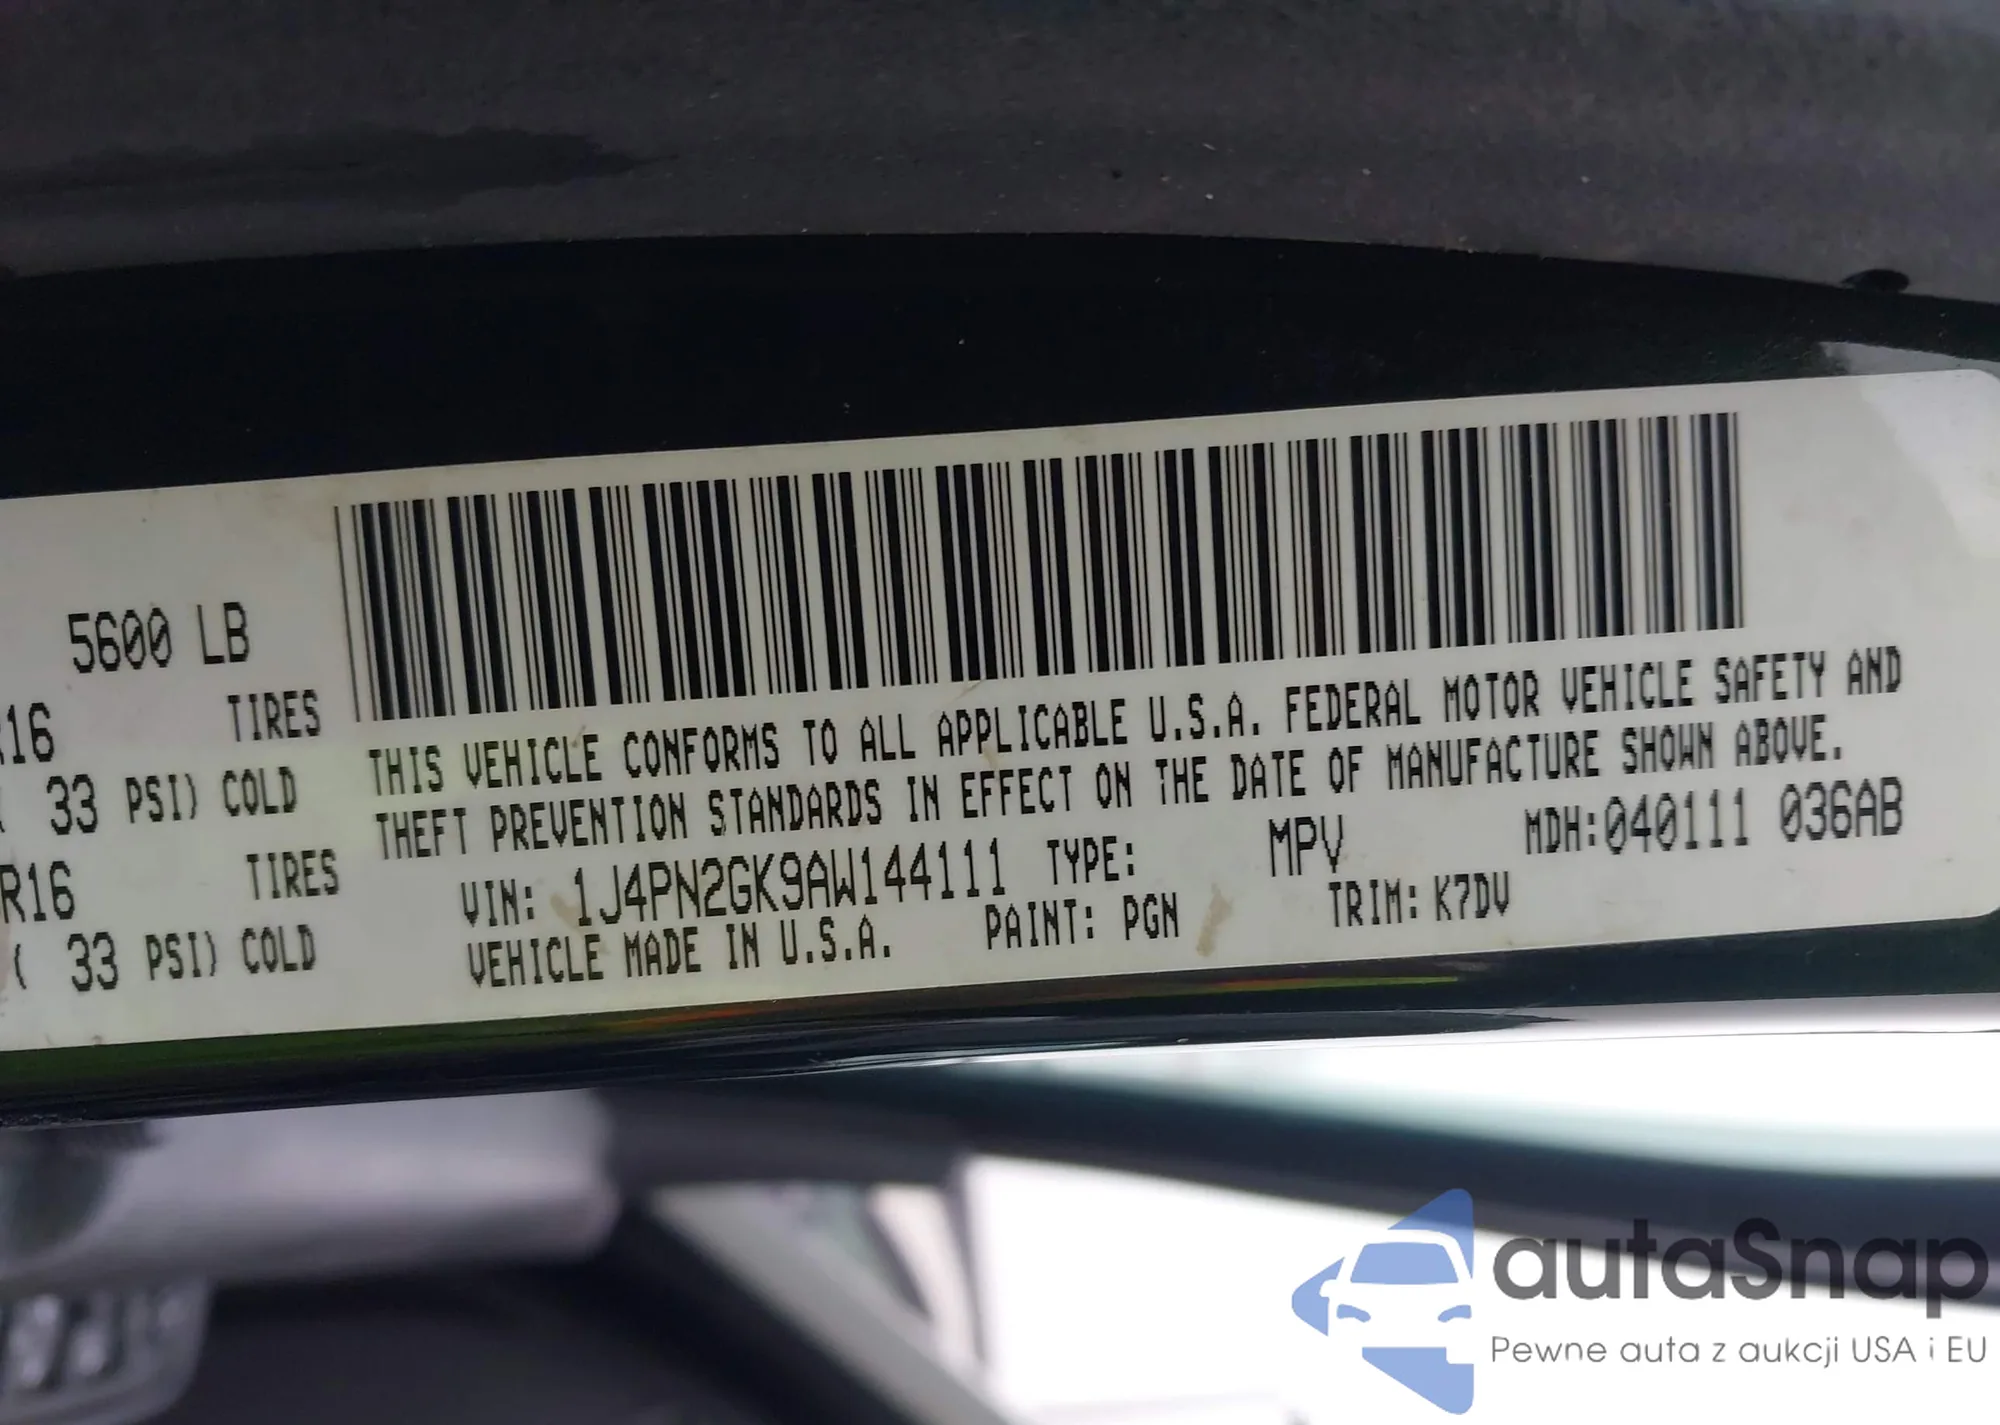 5600 LB
R16 TIRES
( 33 PSI) COLD
R16 TIRES
( 33 PSI) COLD
THIS VEHICLE CONFORMS TO ALL APPLICABLE U.S.A. FEDERAL MOTOR VEHICLE SAFETY AND
THEFT PREVENTION STANDARDS IN EFFECT ON THE DATE OF MANUFACTURE SHOWN ABOVE.
VIN: 1J4PN2GK9AW144111 TYPE: MPV MDH:040111 036AB
VEHICLE MADE IN U.S.A. PAINT: PGN TRIM: K7DV
autaSnap
Pewne auta z aukcji USA i EU